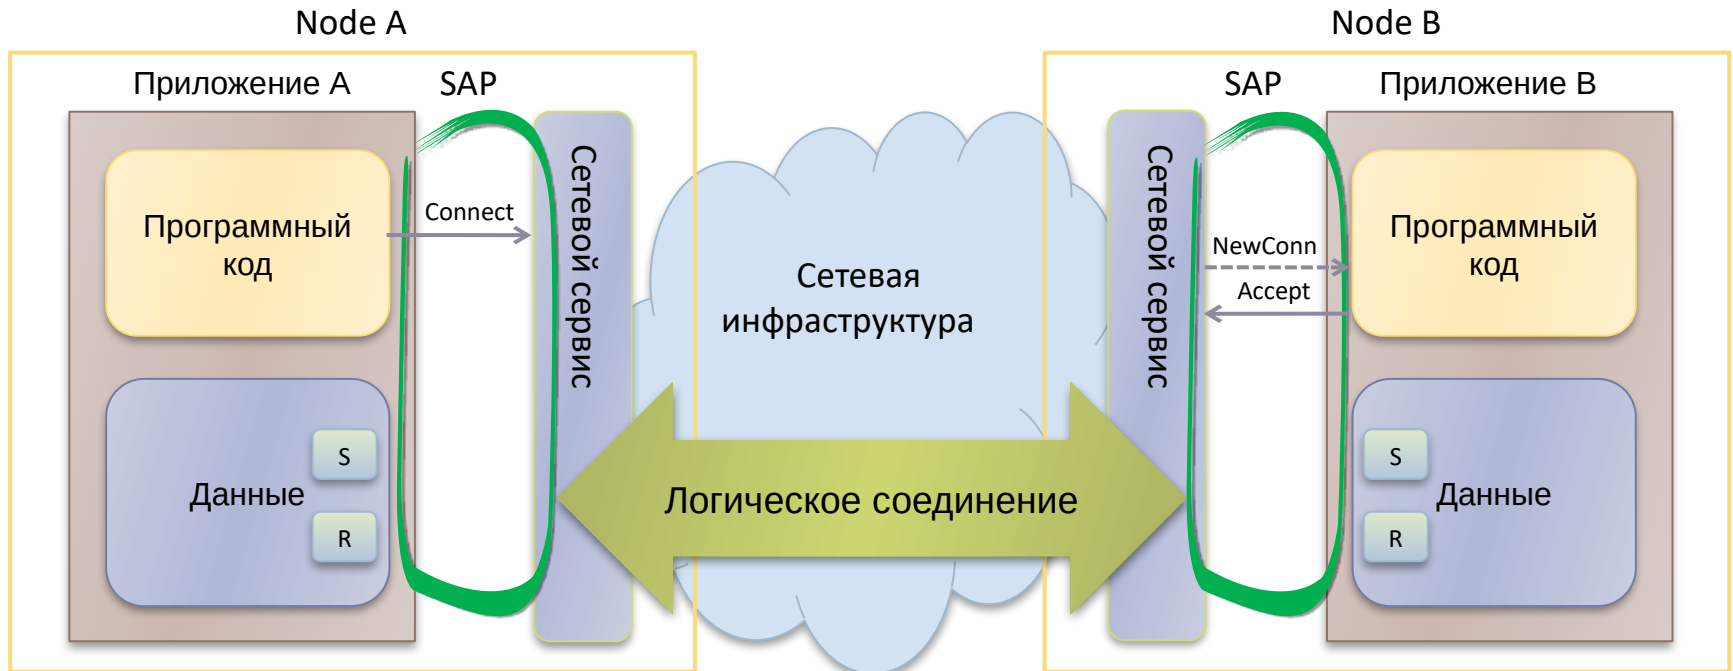 Node A
Node B
Приложение A
SAP
SAP
Приложение B
Программный
код
Connect
Сетевой сервис
Сетевая
инфраструктура
Сетевой сервис
NewConn
Accept
Программный
код
Данные
S
R
Логическое соединение
S
R
Данные